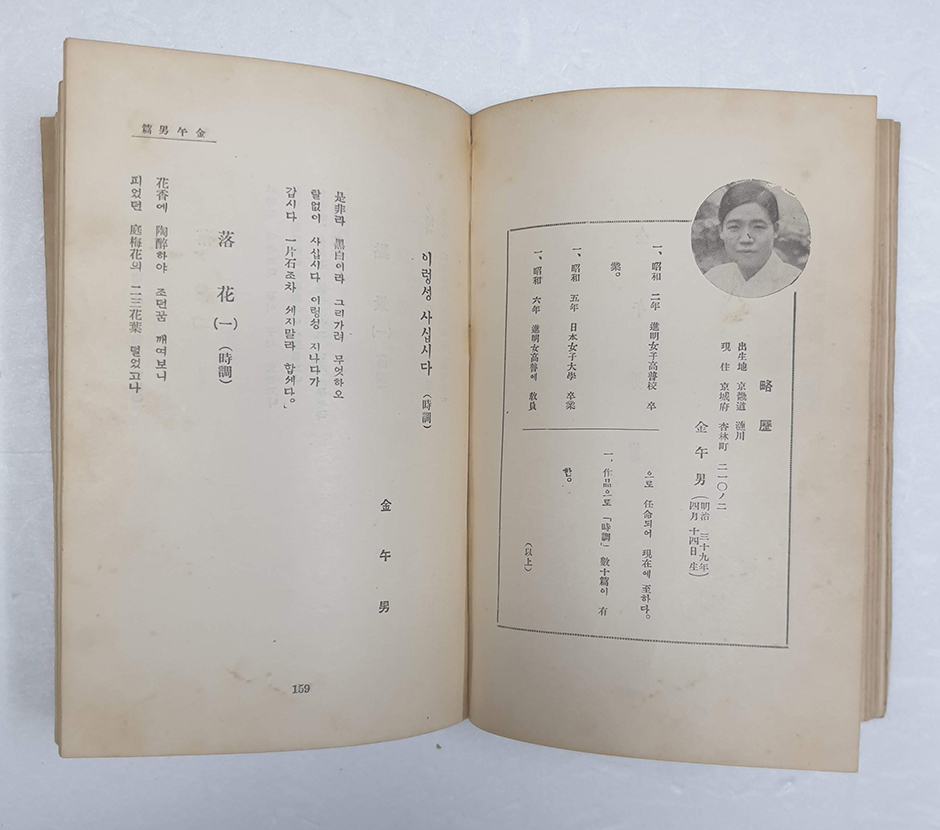 略歷
出生地 京畿道 漣川
現住 京城府 杏林町 二一〇ノ二
金午男 (明治 三十九年
四月 十四日 生)
一、昭和 二年 進明女子高普校 卒
業。
一、昭和 五年 日本女子大學 卒業
一、昭和 六年 進明女高普에 敎員
으로 任命되어 現在에 至하다。
一、作品으로 「時調」 數十篇이 有
함。
(以上)
金午男篇
金午男
이렁성 사십시다 (時調)
是非라 黑白이라 그리가려 무엇하오
랄없이 사십시다 이렁성 지나다가
갑시다 一片石조차 세지말라 합세다。」
落花(一) (時調)
花香에 陶醉하야 조던꿈 깨여보니
피었던 庭梅花의 二三花葉 덜었고나。
159